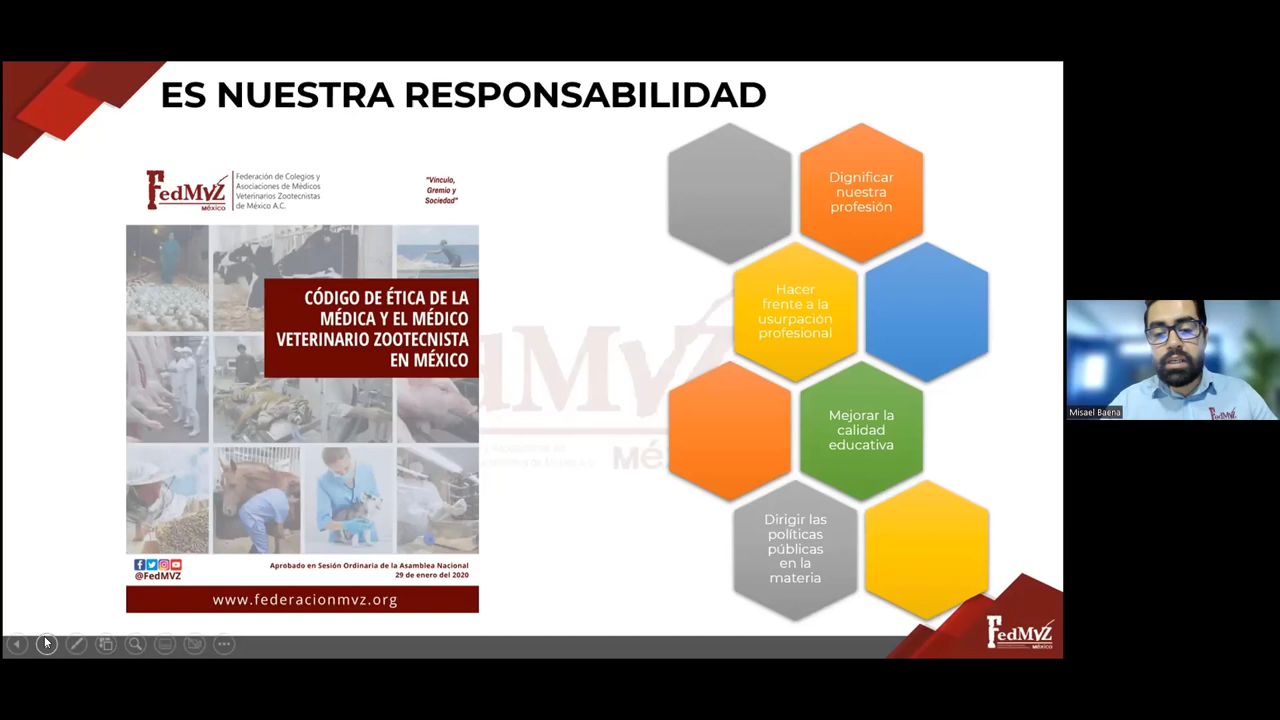 ES NUESTRA RESPONSABILIDAD
FedMVZ
MÉXICO
Federación de Colegios y
Asociaciones de Médicos
Veterinarios Zootecnistas
de México A.C.
"Vínculo,
Gremio y
Sociedad"
CÓDIGO DE ÉTICA DE LA
MÉDICA Y EL MÉDICO
VETERINARIO ZOOTECNISTA
EN MÉXICO
@FedMVZ
Aprobado en Sesión Ordinaria de la Asamblea Nacional
29 de enero del 2020
www.federacionmvz.org
Dignificar
nuestra
profesión
Hacer
frente a la
usurpación
profesional
Mejorar la
calidad
educativa
Dirigir las
políticas
públicas
en la
materia
FedMVZ
MÉXICO
Misael Baena
FedMVZ